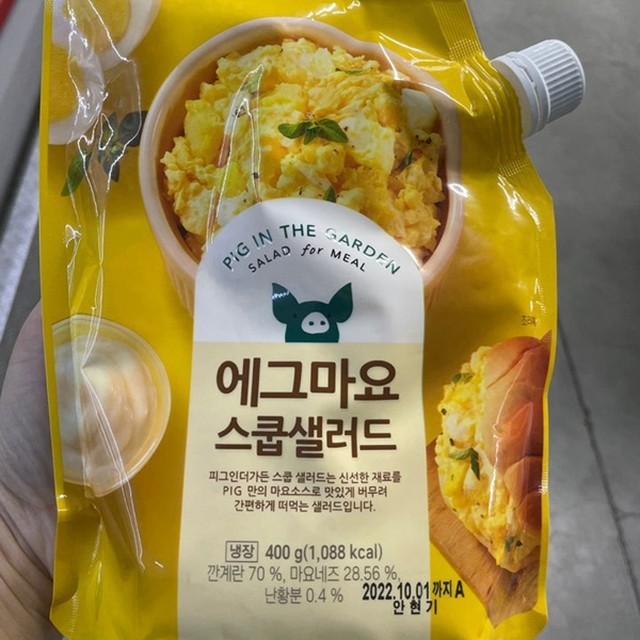 PIG IN THE GARDEN
SALAD for MEAL
에그마요
스쿱샐러드
피그인더가든 스쿱 샐러드는 신선한 재료를
PIG 만의 마요소스로 맛있게 버무려
간편하게 떠먹는 샐러드입니다.
냉장 400 g(1,088 kcal)
깐계란 70 %, 마요네즈 28.56 %,
난황분 0.4 %
2022.10.01까지A
안현기